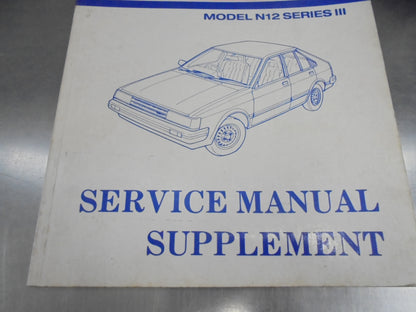 MODEL N12 SERIES III
SERVICE MANUAL
SUPPLEMENT